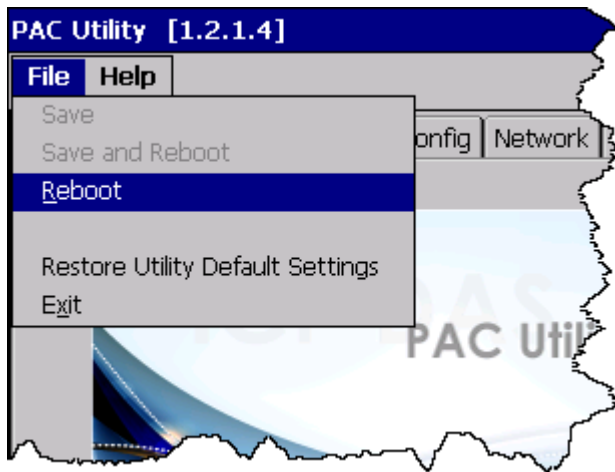 PAC Utility [1.2.1.4]
File Help
Save
Save and Reboot
onfig Network
Reboot
Restore Utility Default Settings
Exit
PAC Util